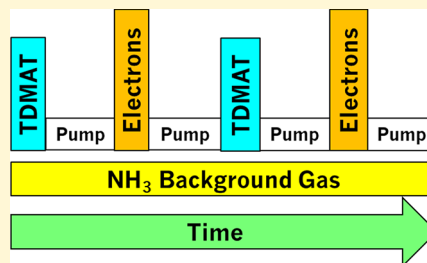 TDMAT
Pump
Electrons
Pump
TDMAT
Pump
Electrons
Pump
NH₃ Background Gas
Time